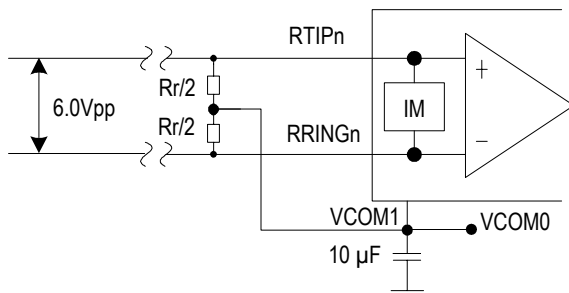 RTIPn
+
Rr/2
6.0Vpp
IM
Rr/2
RRINGn
−
VCOM1
VCOM0
10 µF